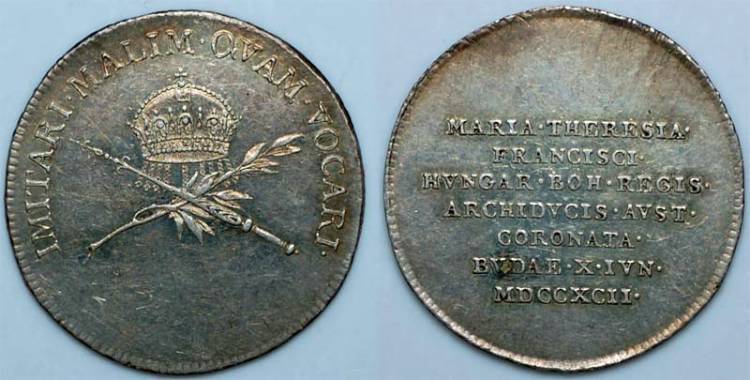 IMITARI·MALIM·QVAM·VOCARI·
MARIA·THERESIA·
FRANCISCI·
HVNGAR·BOH·REGIS·
ARCHIDVCIS·AVST·
CORONATA·
BVDAE·X·IVN·
MDCCXCII·